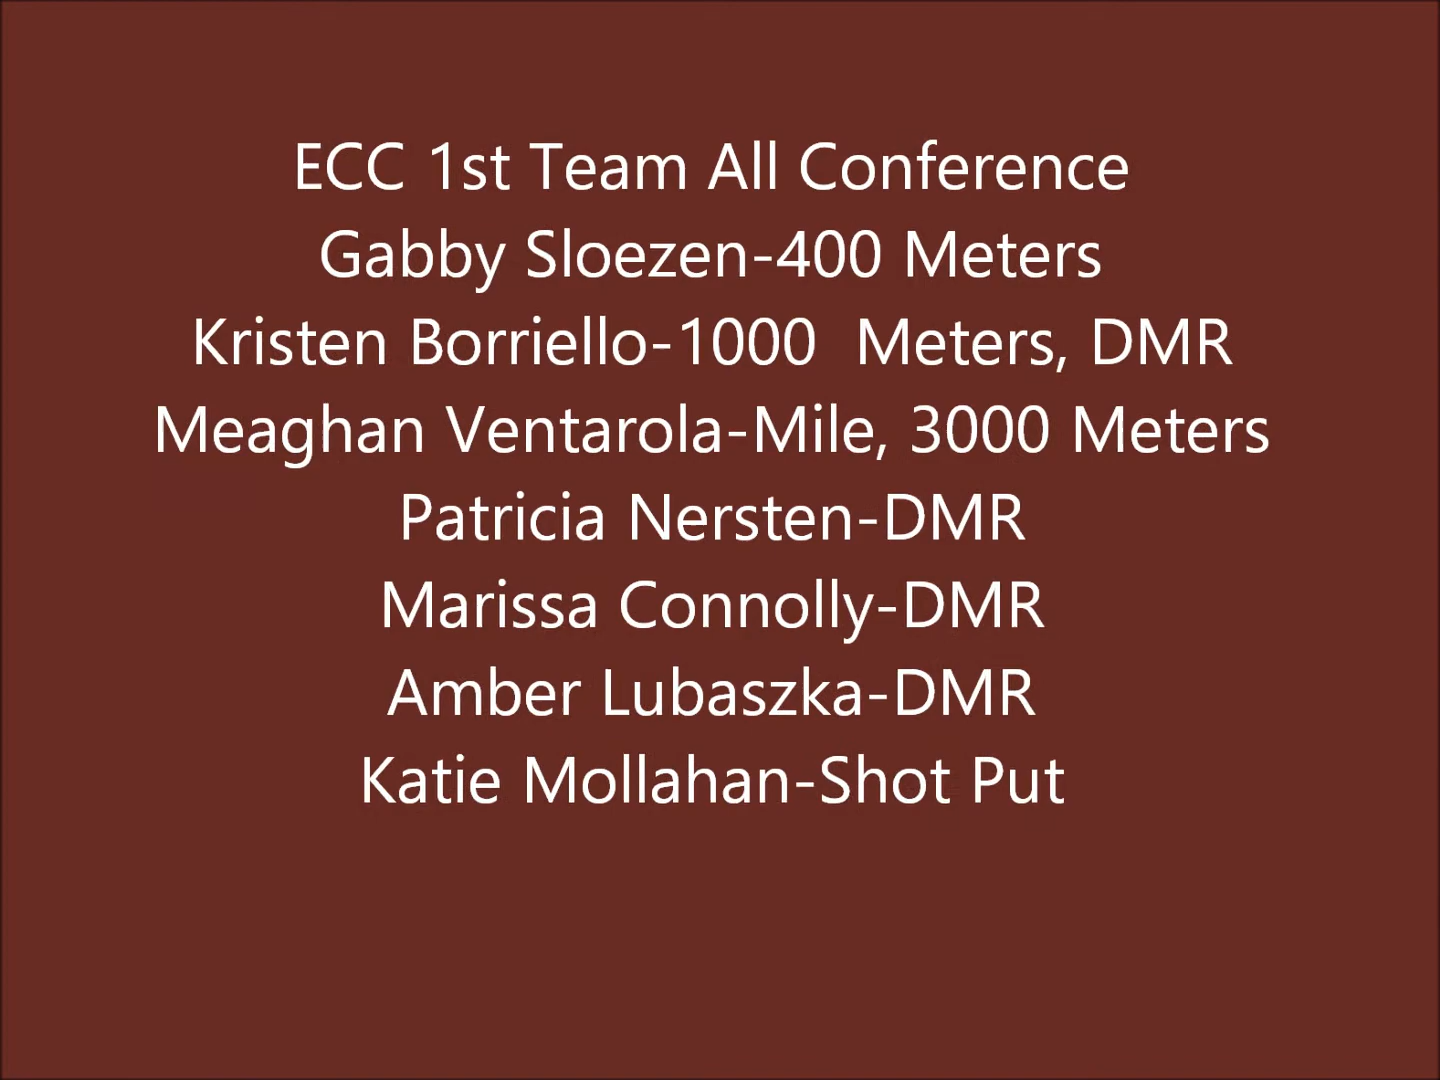 ECC 1st Team All Conference
Gabby Sloezen-400 Meters
Kristen Borriello-1000  Meters, DMR
Meaghan Ventarola-Mile, 3000 Meters
Patricia Nersten-DMR
Marissa Connolly-DMR
Amber Lubaszka-DMR
Katie Mollahan-Shot Put